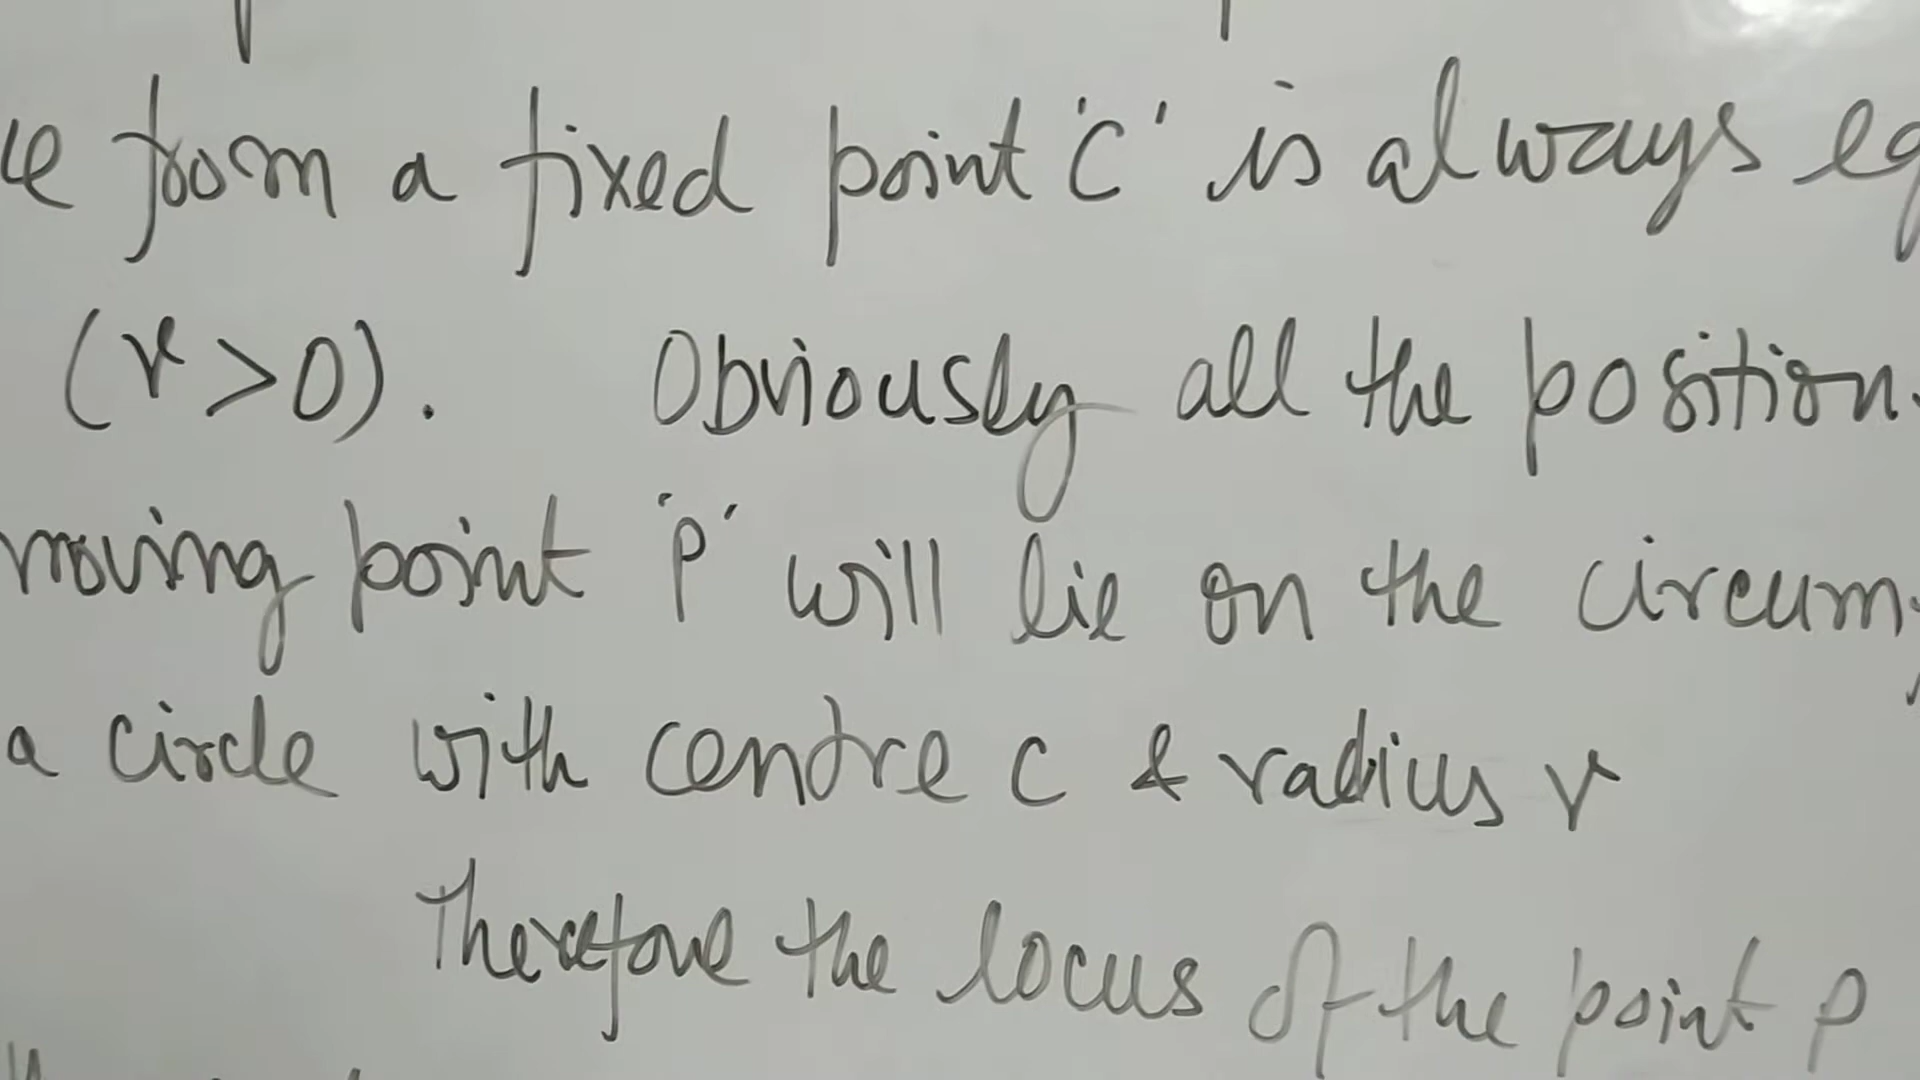 ce from a fixed point 'C' is always eq
(r>0). Obviously all the position
moving point 'P' will lie on the circum-
a circle with centre C & radius r
Therefore the locus of the point P